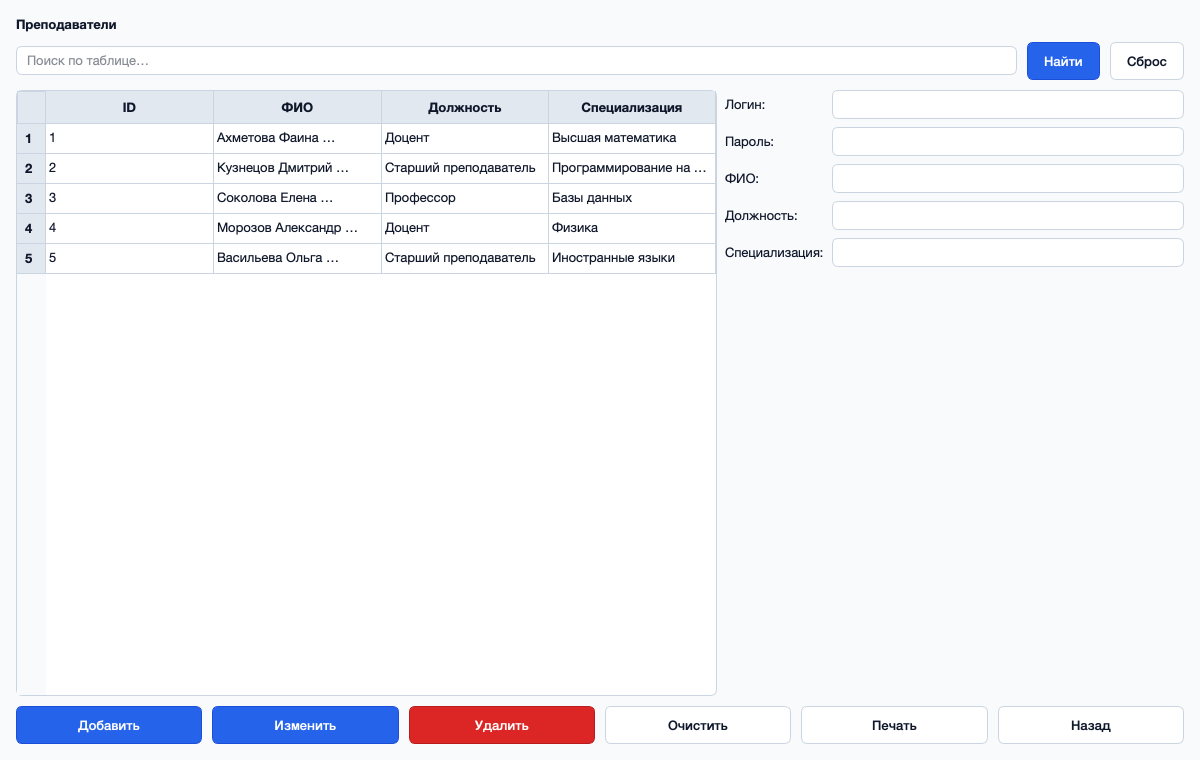 Преподаватели
Поиск по таблице…
Найти
Сброс
ID ФИО Должность Специализация
1 1 Ахметова Фаина … Доцент Высшая математика
2 2 Кузнецов Дмитрий … Старший преподаватель Программирование на …
3 3 Соколова Елена … Профессор Базы данных
4 4 Морозов Александр … Доцент Физика
5 5 Васильева Ольга … Старший преподаватель Иностранные языки
Логин:
Пароль:
ФИО:
Должность:
Специализация:
Добавить
Изменить
Удалить
Очистить
Печать
Назад